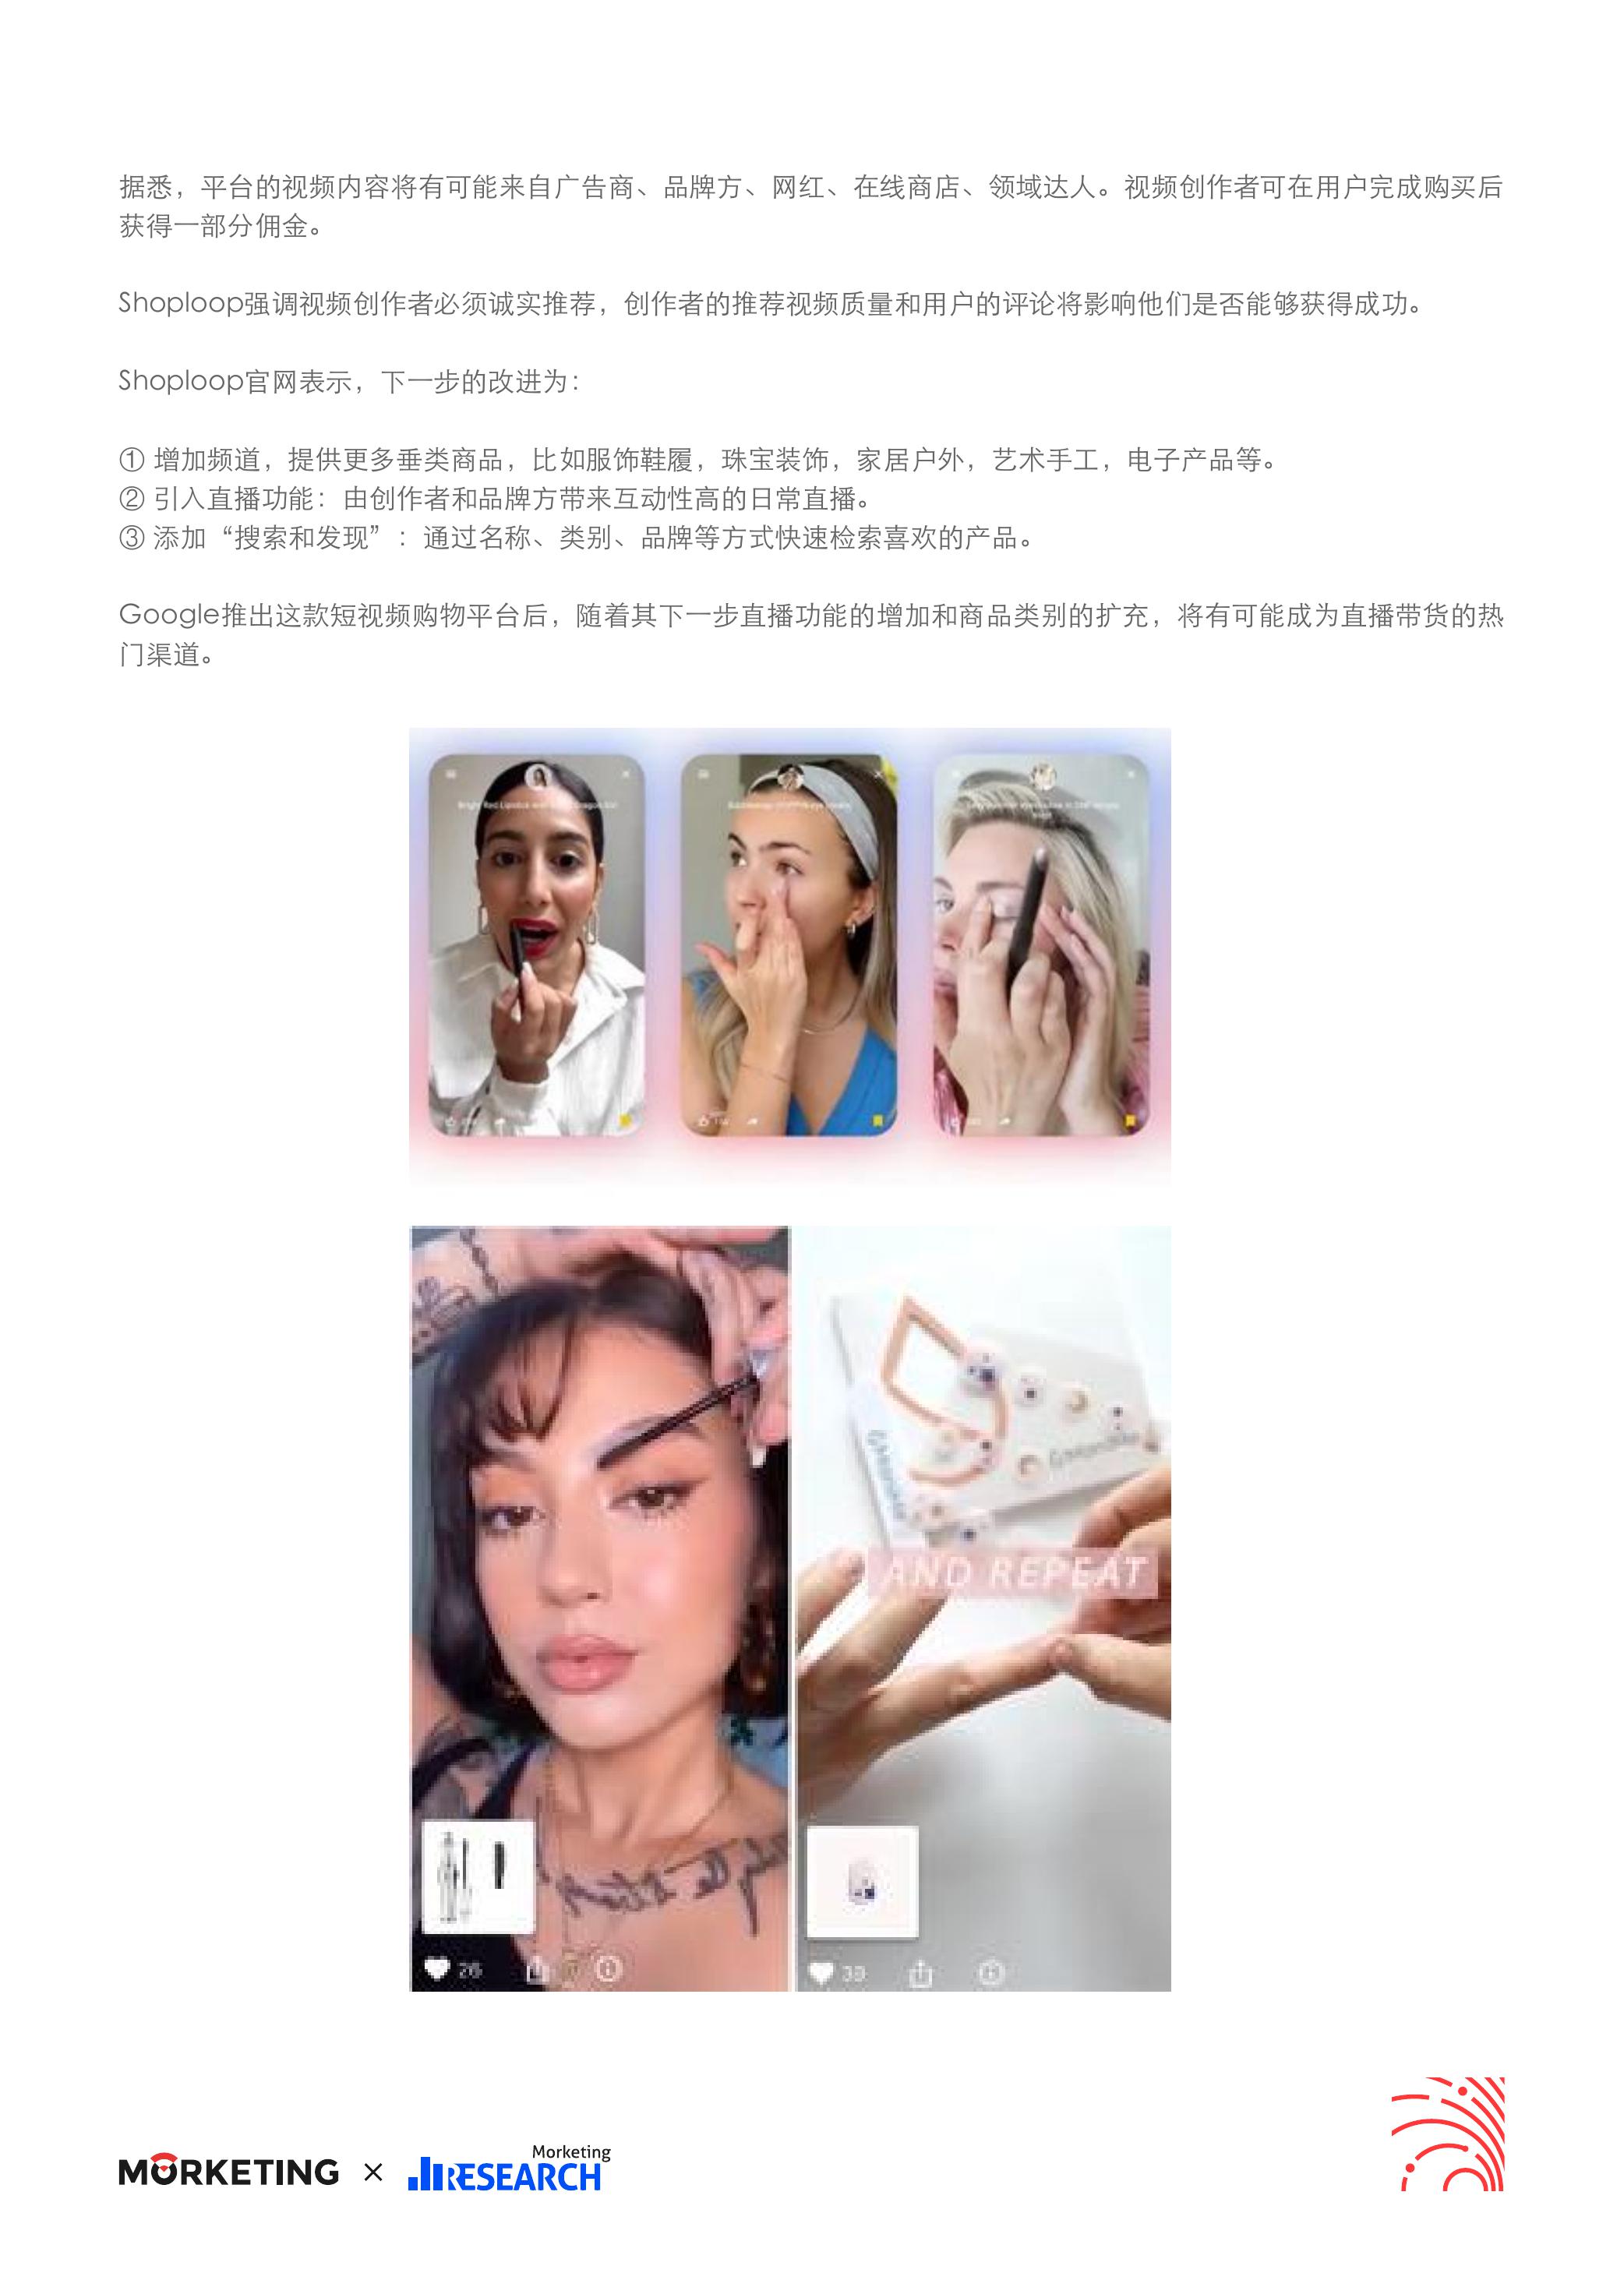 据悉，平台的视频内容将有可能来自广告商、品牌方、网红、在线商店、领域达人。视频创作者可在用户完成购买后
获得一部分佣金。
Shoploop强调视频创作者必须诚实推荐，创作者的推荐视频质量和用户的评论将影响他们是否能够获得成功。
Shoploop官网表示，下一步的改进为：
① 增加频道，提供更多垂类商品，比如服饰鞋履，珠宝装饰，家居户外，艺术手工，电子产品等。
② 引入直播功能：由创作者和品牌方带来互动性高的日常直播。
③ 添加“搜索和发现”：通过名称、类别、品牌等方式快速检索喜欢的产品。
Google推出这款短视频购物平台后，随着其下一步直播功能的增加和商品类别的扩充，将有可能成为直播带货的热
门渠道。
Bright Red Lipstick
AND REPEAT
26
39
MORKETING × Morketing
RESEARCH